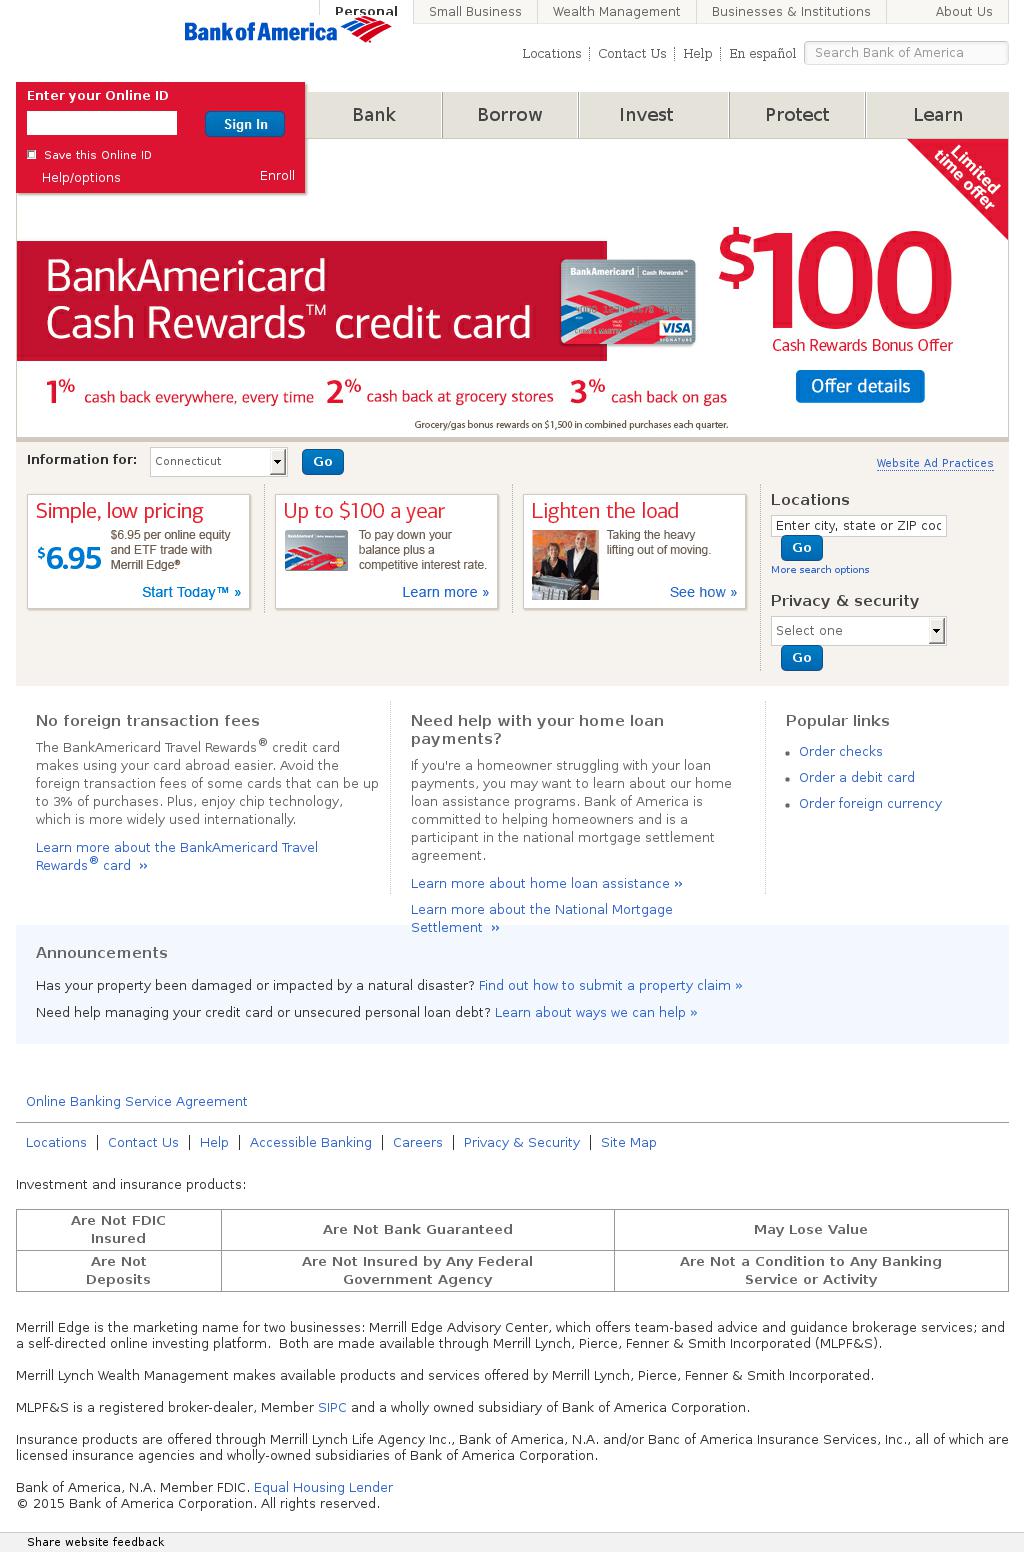 Personal
Small Business
Wealth Management
Businesses & Institutions
About Us
Bank of America
Locations
Contact Us
Help
En español
Search Bank of America
Enter your Online ID
Sign In
Save this Online ID
Help/options
Enroll
Bank
Borrow
Invest
Protect
Learn
Limited
time offer
BankAmericard
Cash Rewards™ credit card
BankAmericard Cash Rewards™
VISA
SIGNATURE
$100
Cash Rewards Bonus Offer
Offer details
1% cash back everywhere, every time 2% cash back at grocery stores 3% cash back on gas
Grocery/gas bonus rewards on $1,500 in combined purchases each quarter.
Information for:
Connecticut
Go
Website Ad Practices
Simple, low pricing
$6.95
$6.95 per online equity
and ETF trade with
Merrill Edge®
Start Today™ »
Up to $100 a year
To pay down your
balance plus a
competitive interest rate.
Learn more »
Lighten the load
Taking the heavy
lifting out of moving.
See how »
Locations
Enter city, state or ZIP coc
Go
More search options
Privacy & security
Select one
Go
No foreign transaction fees
The BankAmericard Travel Rewards® credit card
makes using your card abroad easier. Avoid the
foreign transaction fees of some cards that can be up
to 3% of purchases. Plus, enjoy chip technology,
which is more widely used internationally.
Learn more about the BankAmericard Travel
Rewards® card »
Need help with your home loan
payments?
If you're a homeowner struggling with your loan
payments, you may want to learn about our home
loan assistance programs. Bank of America is
committed to helping homeowners and is a
participant in the national mortgage settlement
agreement.
Learn more about home loan assistance »
Learn more about the National Mortgage
Settlement »
Popular links
Order checks
Order a debit card
Order foreign currency
Announcements
Has your property been damaged or impacted by a natural disaster? Find out how to submit a property claim »
Need help managing your credit card or unsecured personal loan debt? Learn about ways we can help »
Online Banking Service Agreement
Locations | Contact Us | Help | Accessible Banking | Careers | Privacy & Security | Site Map
Investment and insurance products:
Are Not FDIC
Insured
Are Not Bank Guaranteed
May Lose Value
Are Not
Deposits
Are Not Insured by Any Federal
Government Agency
Are Not a Condition to Any Banking
Service or Activity
Merrill Edge is the marketing name for two businesses: Merrill Edge Advisory Center, which offers team-based advice and guidance brokerage services; and
a self-directed online investing platform. Both are made available through Merrill Lynch, Pierce, Fenner & Smith Incorporated (MLPF&S).
Merrill Lynch Wealth Management makes available products and services offered by Merrill Lynch, Pierce, Fenner & Smith Incorporated.
MLPF&S is a registered broker-dealer, Member SIPC and a wholly owned subsidiary of Bank of America Corporation.
Insurance products are offered through Merrill Lynch Life Agency Inc., Bank of America, N.A. and/or Banc of America Insurance Services, Inc., all of which are
licensed insurance agencies and wholly-owned subsidiaries of Bank of America Corporation.
Bank of America, N.A. Member FDIC. Equal Housing Lender
© 2015 Bank of America Corporation. All rights reserved.
Share website feedback